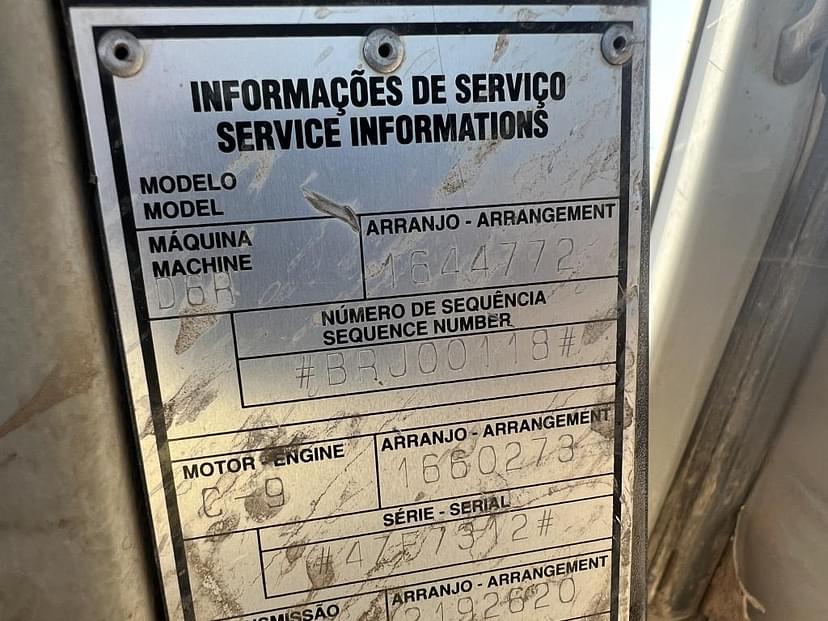 INFORMAÇÕES DE SERVIÇO
SERVICE INFORMATIONS
MODELO
MODEL
MÁQUINA
MACHINE
D6R
ARRANJO - ARRANGEMENT
1644772
NÚMERO DE SEQUÊNCIA
SEQUENCE NUMBER
#BRJ00118#
MOTOR - ENGINE
C-9
ARRANJO - ARRANGEMENT
1660273
SÉRIE - SERIAL
ARRANJO - ARRANGEMENT
2192620